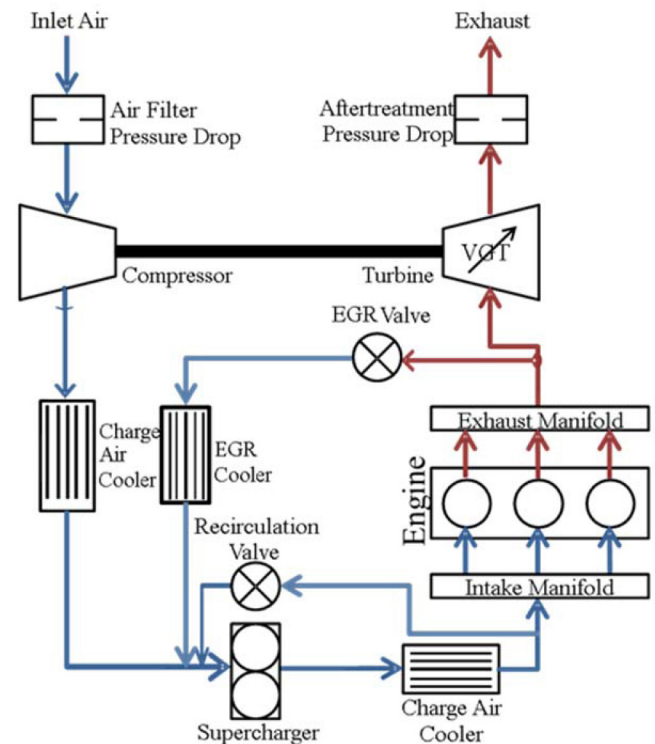 Inlet Air
Exhaust
Air Filter
Pressure Drop
Aftertreatment
Pressure Drop
Compressor
Turbine
VGT
EGR Valve
Charge
Air
Cooler
EGR
Cooler
Exhaust Manifold
Engine
Recirculation
Valve
Intake Manifold
Supercharger
Charge Air
Cooler